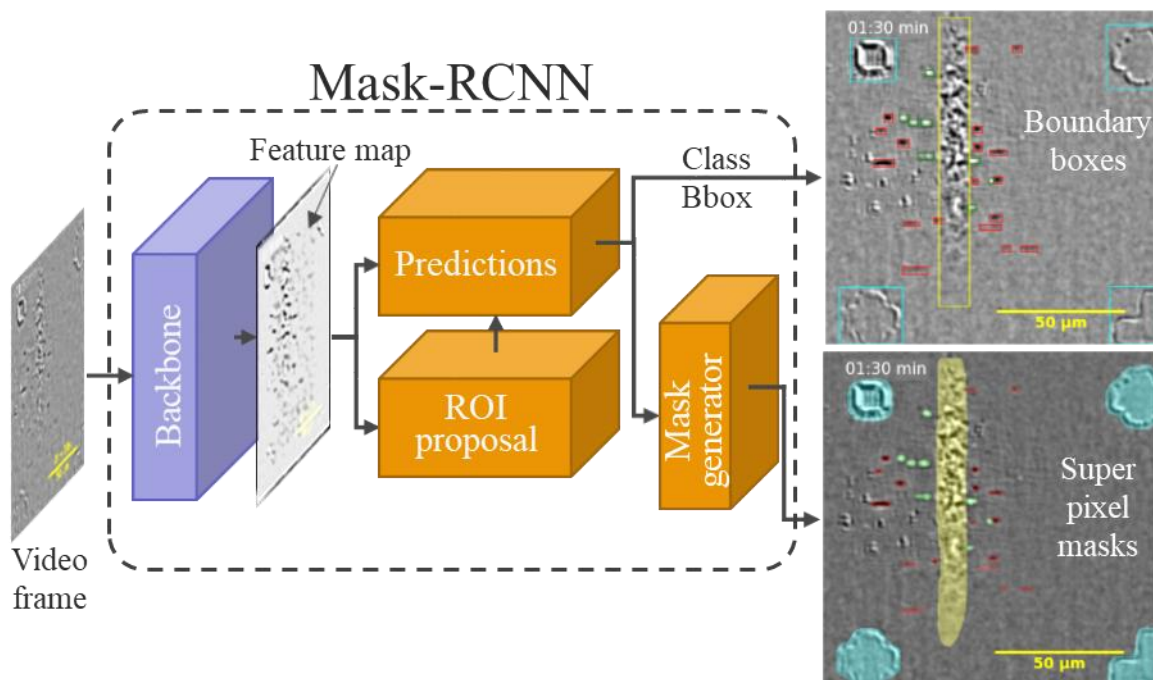 Mask-RCNN
Feature map
Backbone
Predictions
ROI
proposal
Mask
generator
Class
Bbox
Video
frame
01:30 min
Boundary
boxes
50 µm
01:30 min
Super
pixel
masks
50 µm